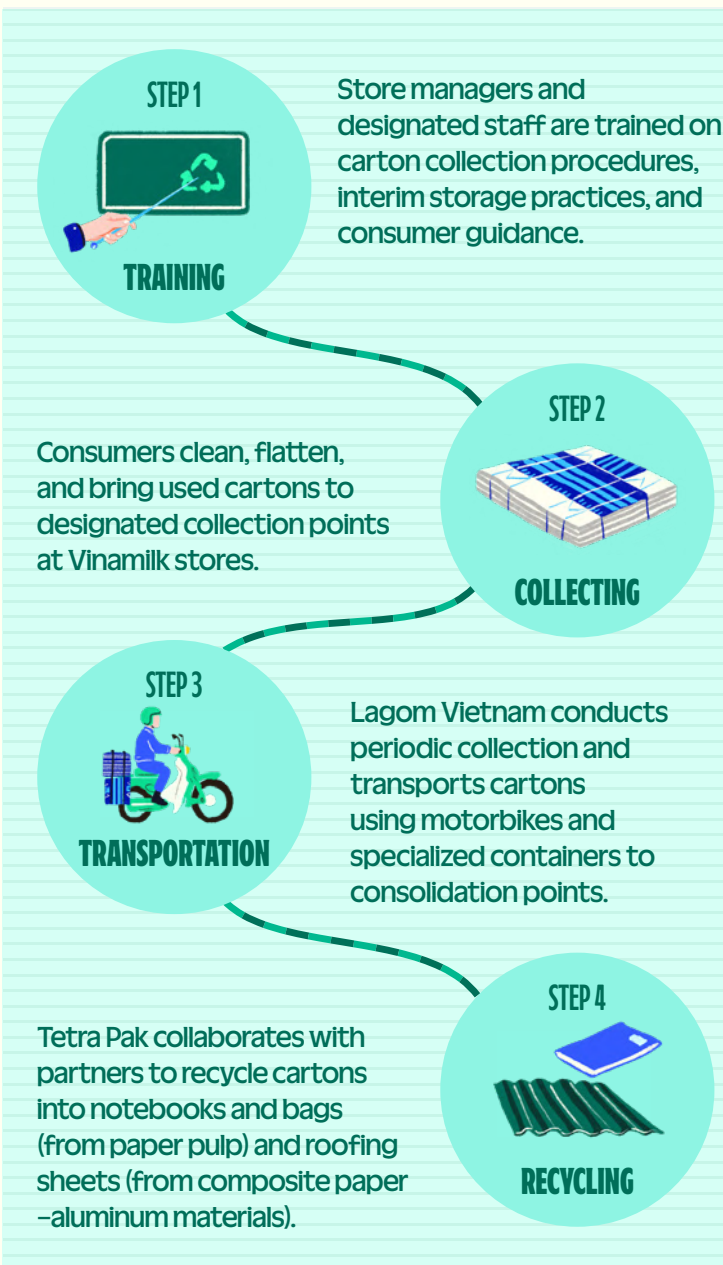 STEP 1
TRAINING
Store managers and
designated staff are trained on
carton collection procedures,
interim storage practices, and
consumer guidance.
STEP 2
COLLECTING
Consumers clean, flatten,
and bring used cartons to
designated collection points
at Vinamilk stores.
STEP 3
TRANSPORTATION
Lagom Vietnam conducts
periodic collection and
transports cartons
using motorbikes and
specialized containers to
consolidation points.
STEP 4
RECYCLING
Tetra Pak collaborates with
partners to recycle cartons
into notebooks and bags
(from paper pulp) and roofing
sheets (from composite paper
–aluminum materials).